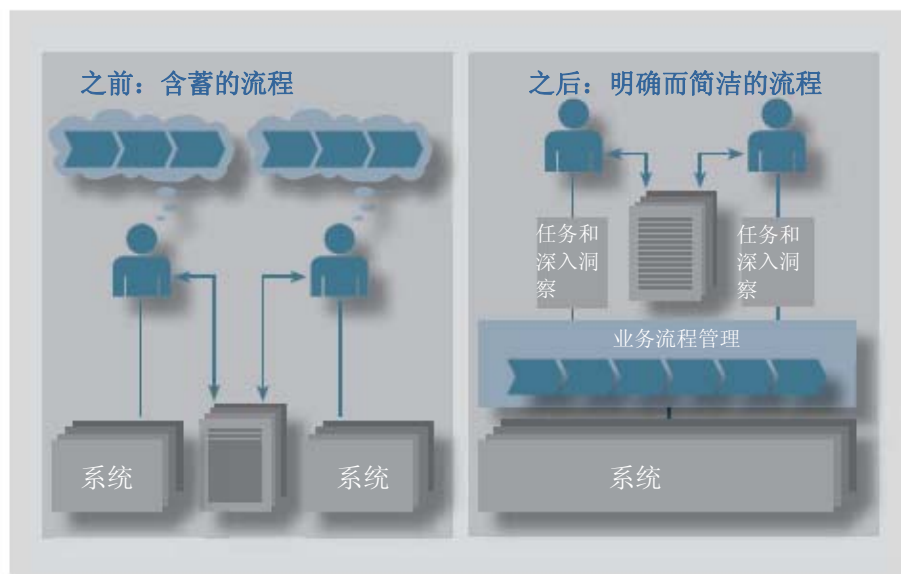 之前：含蓄的流程
系统
系统
之后：明确而简洁的流程
任务和
深入洞
察
任务和
深入洞
察
业务流程管理
系统